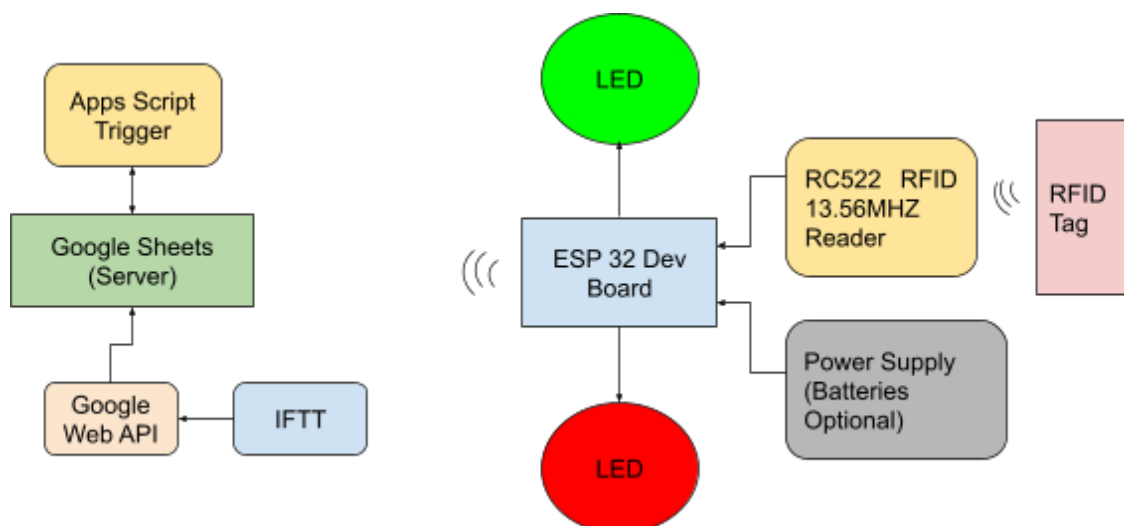 Apps Script
Trigger
Google Sheets
(Server)
Google
Web API
IFTT
LED
ESP 32 Dev
Board
LED
RC522 RFID
13.56MHZ
Reader
RFID
Tag
Power Supply
(Batteries
Optional)